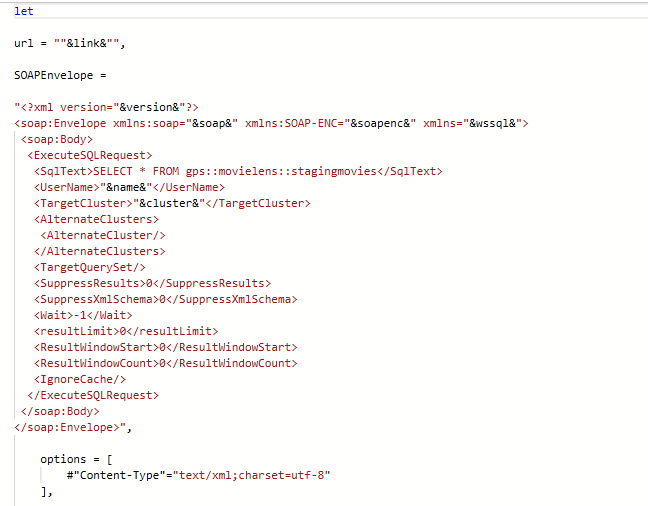 let
url = ""&link&"",
SOAPEnvelope =
"<?xml version="&version&"?>
<soap:Envelope xmlns:soap="&soap&" xmlns:SOAP-ENC="&soapenc&" xmlns="&wssql&">
<soap:Body>
<ExecuteSQLRequest>
<SqlText>SELECT * FROM gps::movielens::stagingmovies</SqlText>
<UserName>"&name&"</UserName>
<TargetCluster>"&cluster&"</TargetCluster>
<AlternateClusters>
<AlternateCluster/>
</AlternateClusters>
<TargetQuerySet/>
<SuppressResults>0</SuppressResults>
<SuppressXmlSchema>0</SuppressXmlSchema>
<Wait>-1</Wait>
<resultLimit>0</resultLimit>
<ResultWindowStart>0</ResultWindowStart>
<ResultWindowCount>0</ResultWindowCount>
<IgnoreCache/>
</ExecuteSQLRequest>
</soap:Body>
</soap:Envelope>",
options = [
#"Content-Type"="text/xml;charset=utf-8"
],